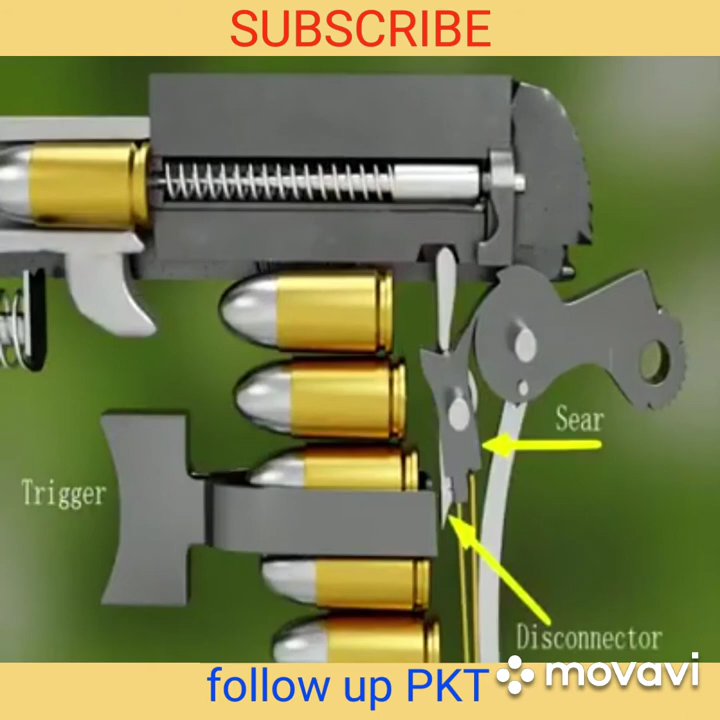 SUBSCRIBE
Sear
Trigger
Disconnector
follow up PKT
movavi